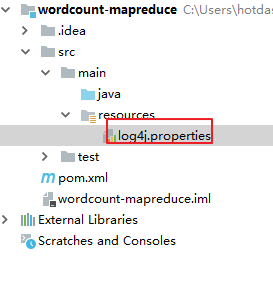 wordcount-mapreduce C:\Users\hotdas
.idea
src
main
java
resources
log4j.properties
test
pom.xml
wordcount-mapreduce.iml
External Libraries
Scratches and Consoles